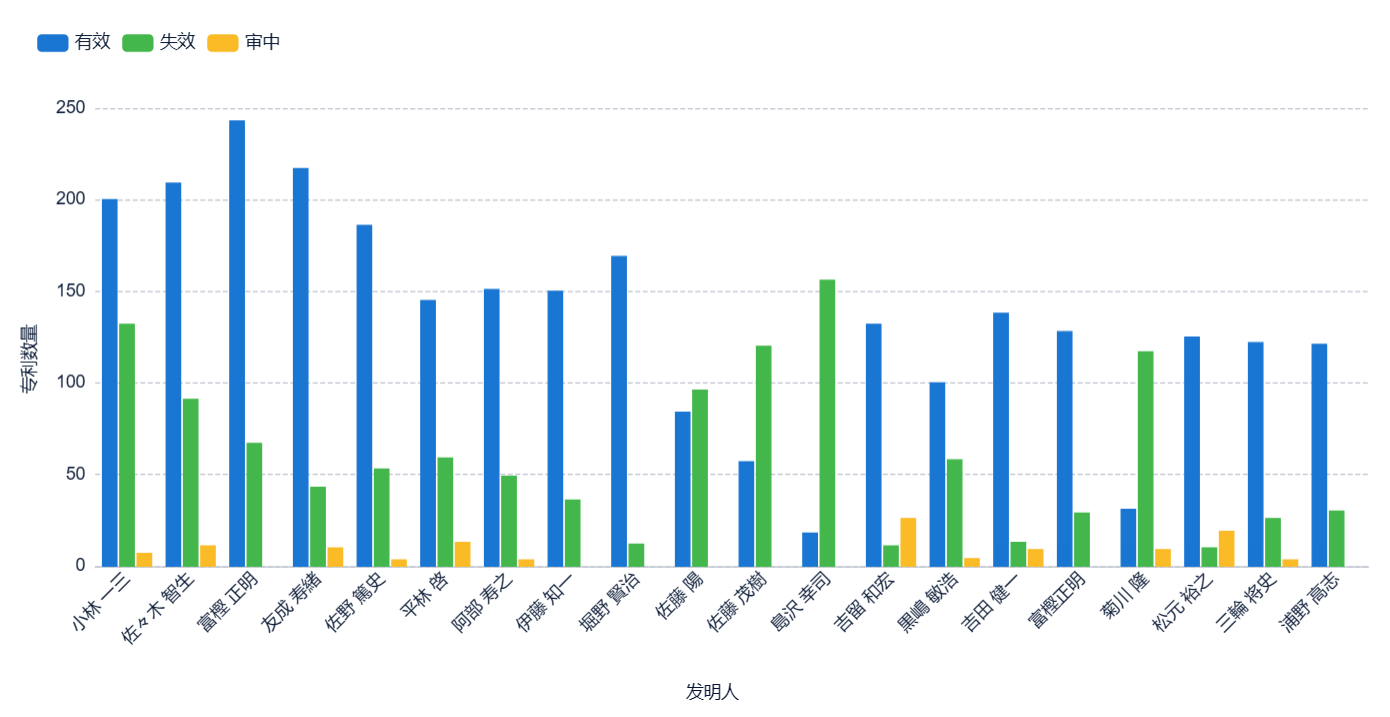 有效 失效 审中
250
200
150
100
50
0
专利数量
小林 一三
佐々木 智生
富樫 正明
友成 寿緒
佐野 篤史
平林 啓
阿部 寿之
伊藤 知一
堀野 賢治
佐藤 陽
佐藤 茂樹
島沢 幸司
吉留 和宏
黒嶋 敏浩
吉田 健一
富樫正明
菊川 隆
松元 裕之
三輪 将史
浦野 高志
发明人